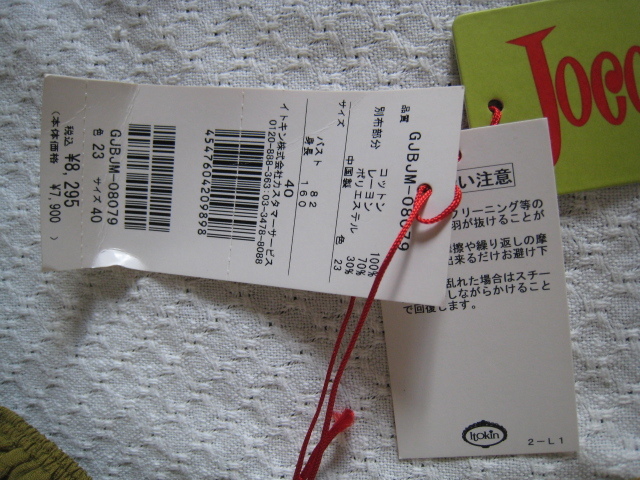 品質 GJBJM-08079
コットン 100%
別布部分 レーヨン 70%
ポリエステル 30%
中国製 色 23
サイズ 40
バスト 82
身長 160
イトキン株式会社カスタマーサービス
0120-888-363・03-3478-8088
4547604209898
GJBJM-08079
色 23 サイズ 40
税込 ¥8,295
(本体価格 ¥7,900 )
い注意
クリーニング等の
羽が抜けることが
擦や繰り返しの摩
出来るだけお避け下
乱れた場合はスチー
しながらかけること
で回復します。
Itokin
2-L1
Joco